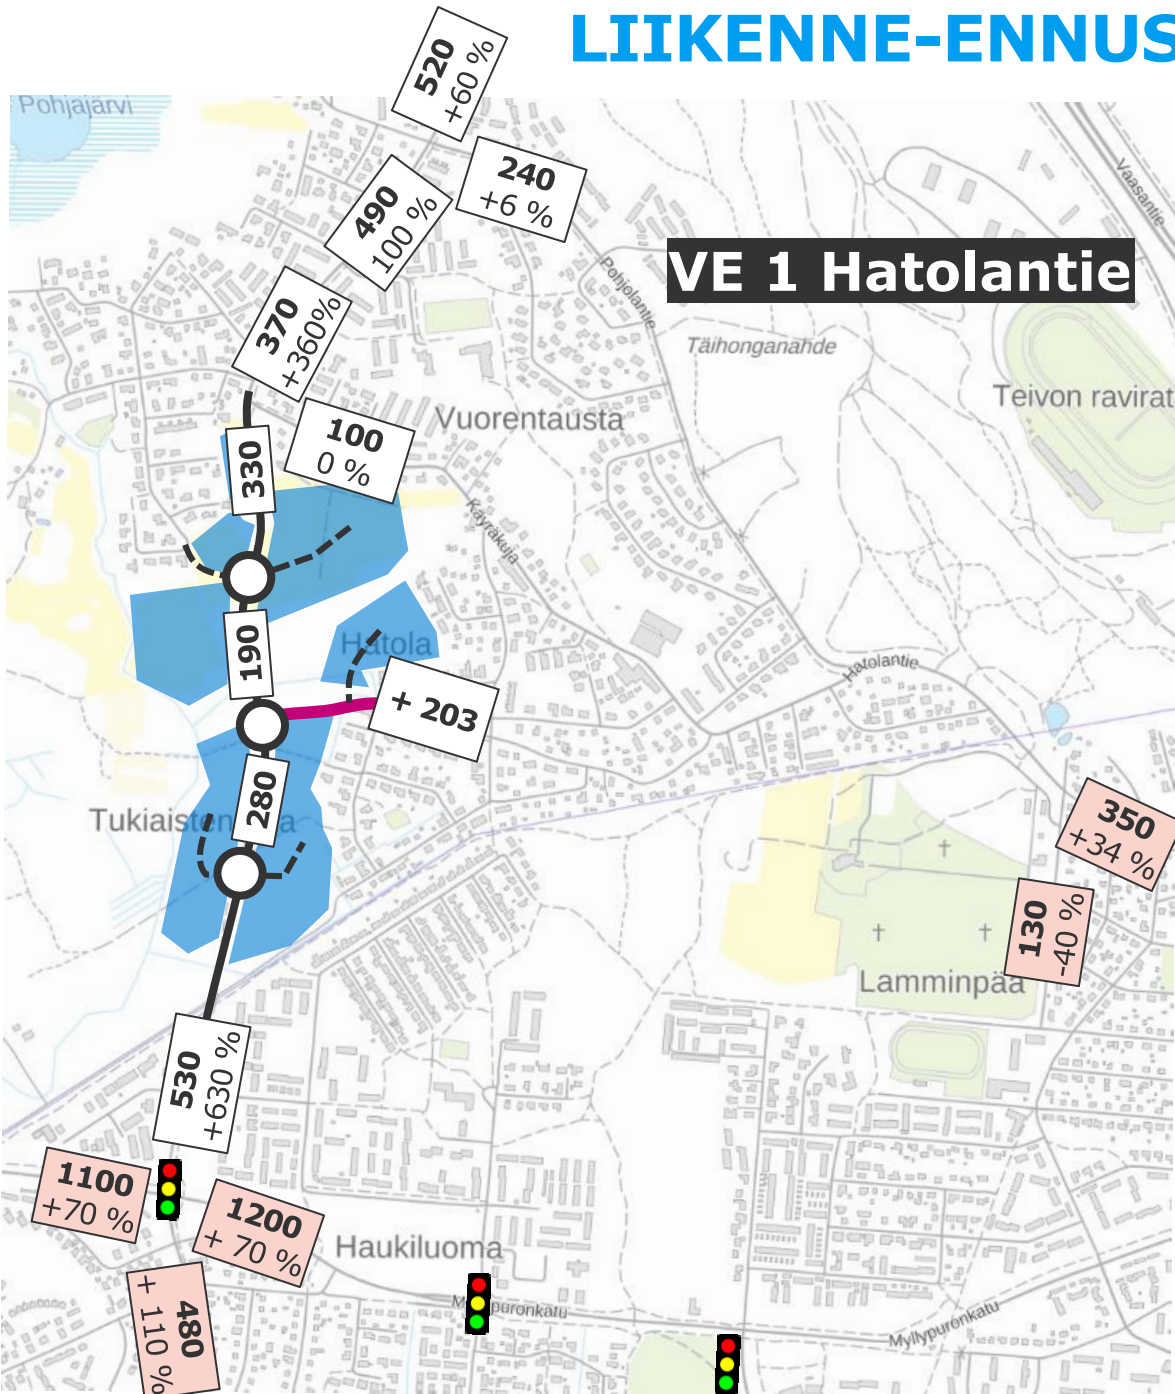 LIIKENNE-ENNUS
Pohjajärvi
520
+60 %
240
+6 %
490
100 %
Vaasantie
VE 1 Hatolantie
Pohjolantie
370
+360%
Täihonganahde
Teivon ravirat
Vuorentausta
100
0 %
330
Käyräkuja
190
Hatola
Hatolantie
+ 203
280
Tukiaisten
a
350
+34 %
130
-40 %
Lamminpää
530
+630 %
1100
+70 %
1200
+ 70 %
Haukiluoma
480
+ 110 %
M
puronkatu
Myllypuronkatu